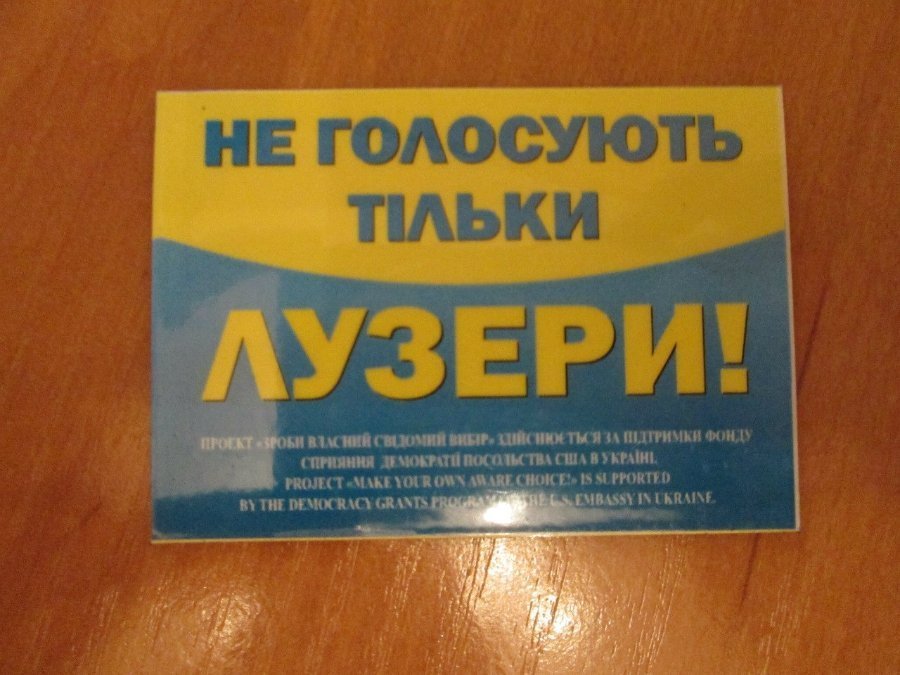 НЕ ГОЛОСУЮТЬ
ТІЛЬКИ
ЛУЗЕРИ!
ПРОЕКТ «ЗРОБИ ВЛАСНИЙ СВІДОМИЙ ВИБІР» ЗДІЙСНЮЄТЬСЯ ЗА ПІДТРИМКИ ФОНДУ
СПРИЯННЯ ДЕМОКРАТІЇ ПОСОЛЬСТВА США В УКРАЇНІ.
PROJECT «MAKE YOUR OWN AWARE CHOICE!» IS SUPPORTED
BY THE DEMOCRACY GRANTS PROGRAM THE U.S. EMBASSY IN UKRAINE.